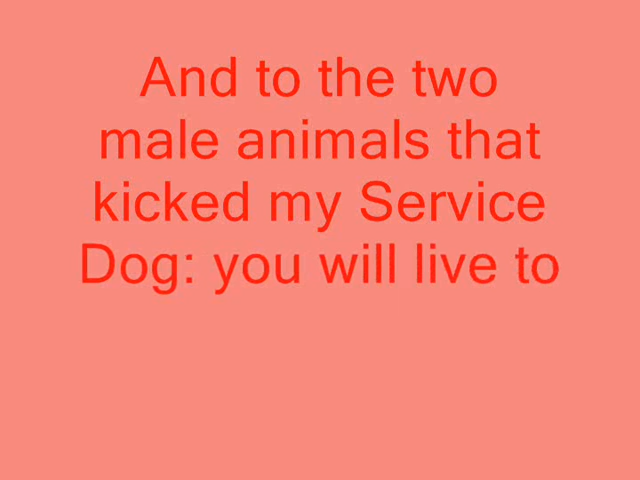 And to the two
male animals that
kicked my Service
Dog: you will live to